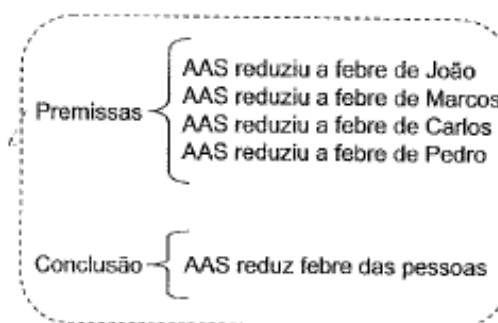 AAS reduziu a febre de João
AAS reduziu a febre de Marcos
Premissas
AAS reduziu a febre de Carlos
AAS reduziu a febre de Pedro
Conclusão
AAS reduz febre das pessoas